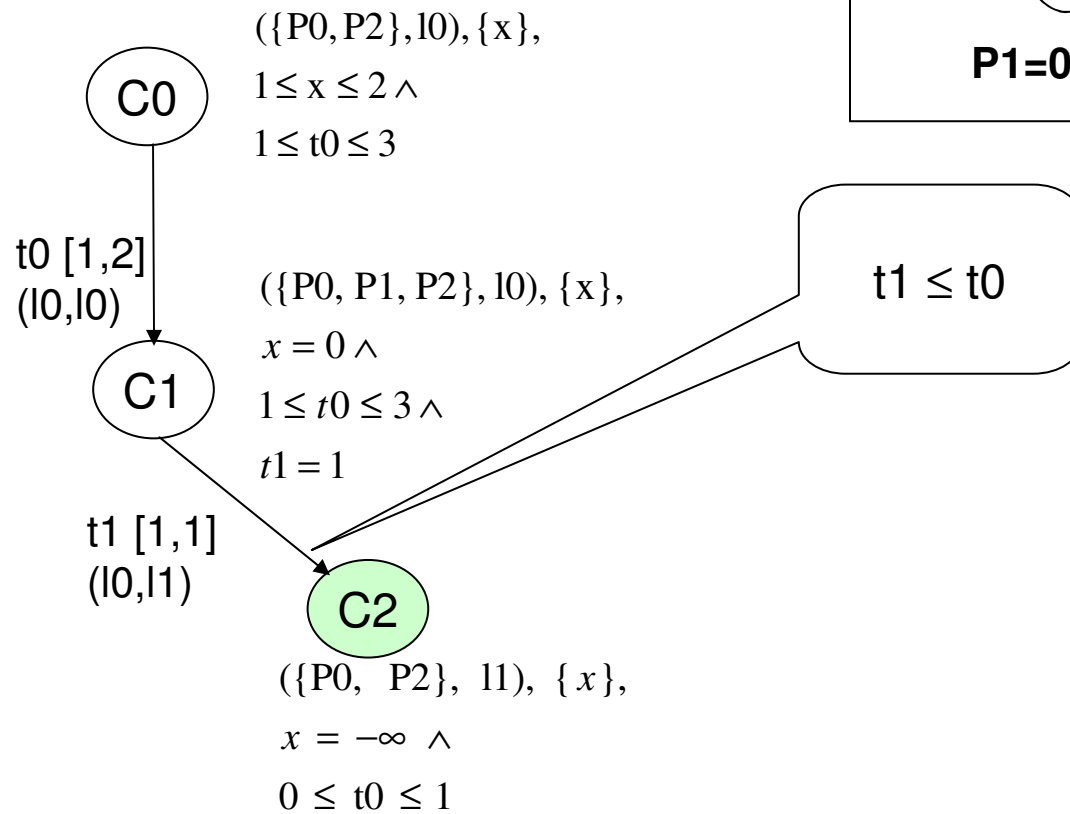 ({P0, P2}, l0), {x},
1 ≤ x ≤ 2 ∧
1 ≤ t0 ≤ 3
C0
P1=0
t0 [1,2]
(l0,l0)
({P0, P1, P2}, l0), {x},
x = 0 ∧
1 ≤ t0 ≤ 3 ∧
t1 = 1
C1
t1 ≤ t0
t1 [1,1]
(l0,l1)
C2
({P0, P2}, l1), {x},
x = −∞ ∧
0 ≤ t0 ≤ 1